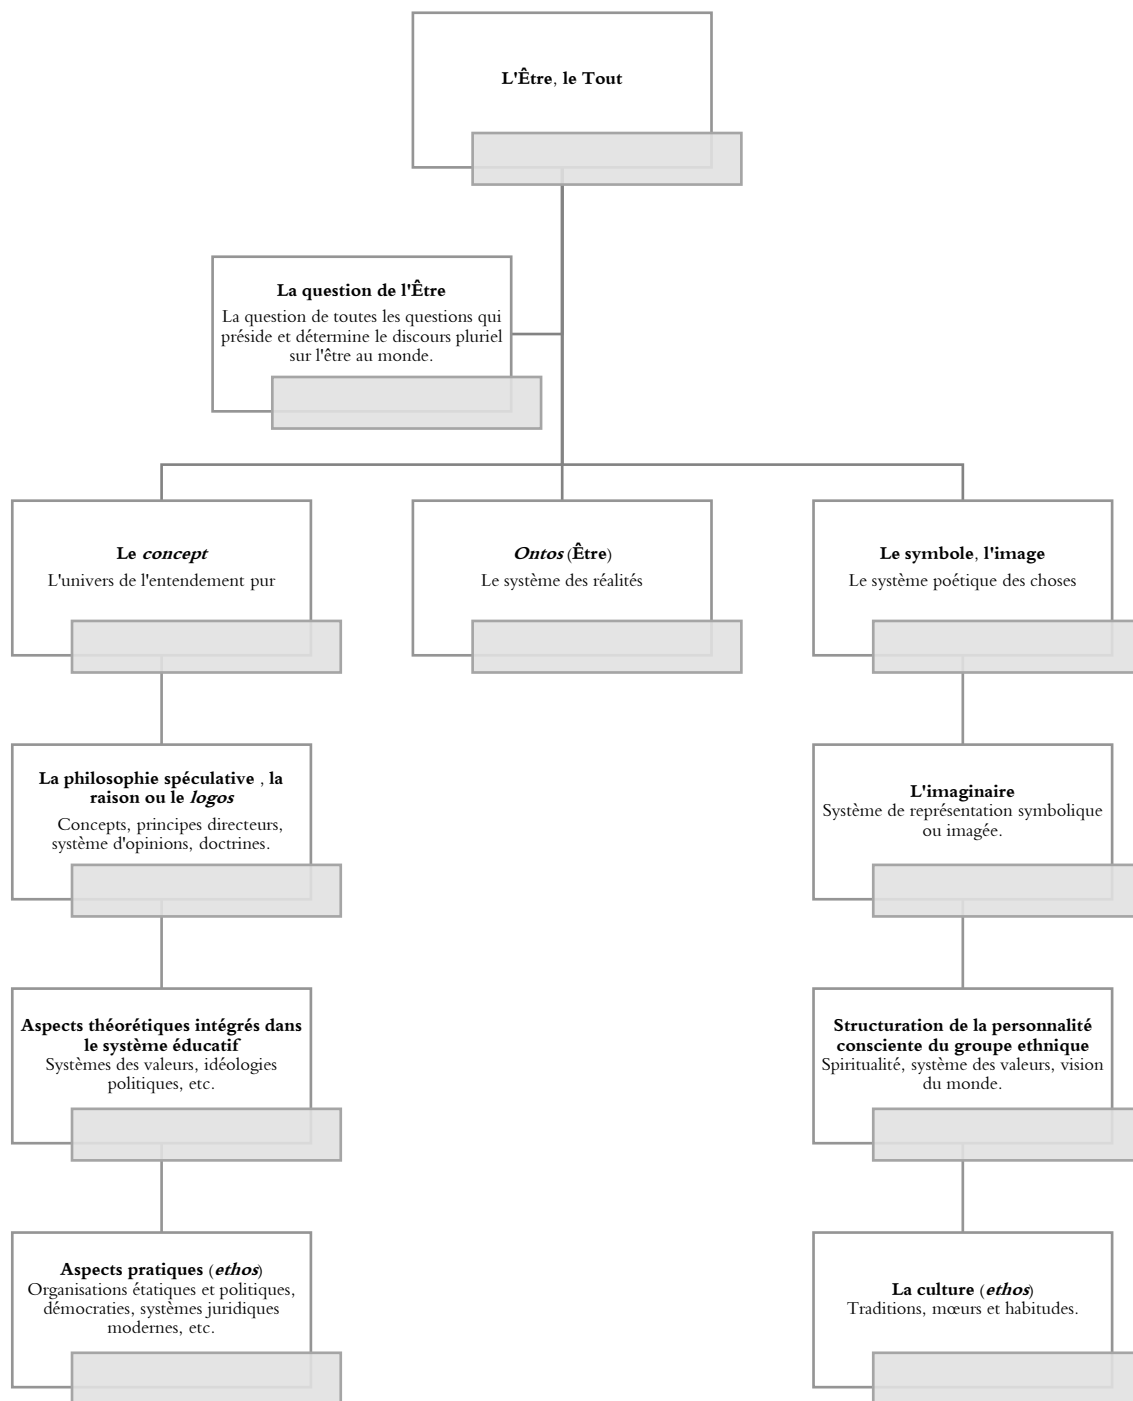 L'Être, le Tout
La question de l'Être
La question de toutes les questions qui
préside et détermine le discours pluriel
sur l'être au monde.
Le concept
L'univers de l'entendement pur
Ontos (Être)
Le système des réalités
Le symbole, l'image
Le système poétique des choses
La philosophie spéculative , la
raison ou le logos
Concepts, principes directeurs,
système d'opinions, doctrines.
L'imaginaire
Système de représentation symbolique
ou imagée.
Aspects théorétiques intégrés dans
le système éducatif
Systèmes des valeurs, idéologies
politiques, etc.
Structuration de la personnalité
consciente du groupe ethnique
Spiritualité, système des valeurs, vision
du monde.
Aspects pratiques (ethos)
Organisations étatiques et politiques,
démocraties, systèmes juridiques
modernes, etc.
La culture (ethos)
Traditions, mœurs et habitudes.